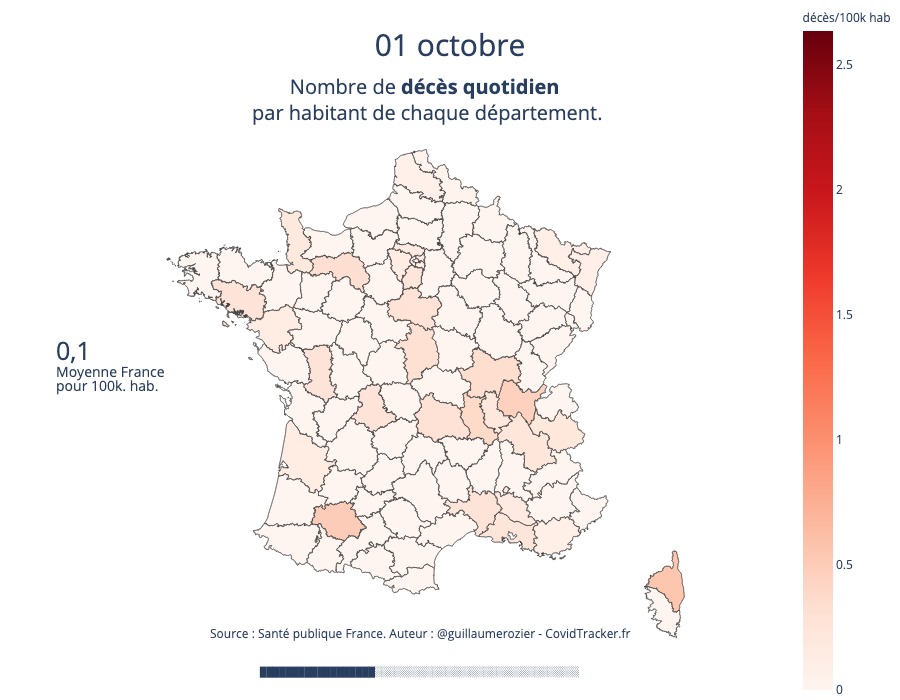 décès/100k hab
01 octobre
Nombre de décès quotidien
par habitant de chaque département.
2.5
2
1.5
1
0.5
0
0,1
Moyenne France
pour 100k. hab.
Source : Santé publique France. Auteur : @guillaumerozier - CovidTracker.fr